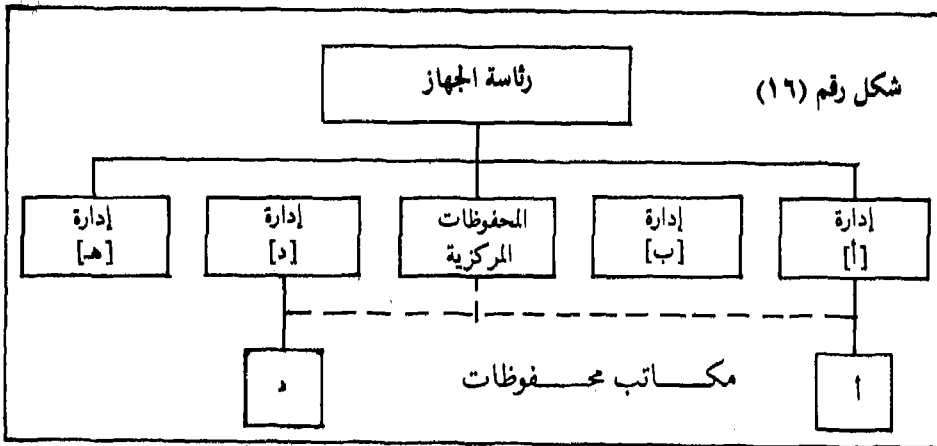 شكل رقم (١٦)
رئاسة الجهاز
إدارة
[أ]
إدارة
[ب]
المحفوظات
المركزية
إدارة
[د]
إدارة
[هـ]
أ
مكاتب محفوظات
د